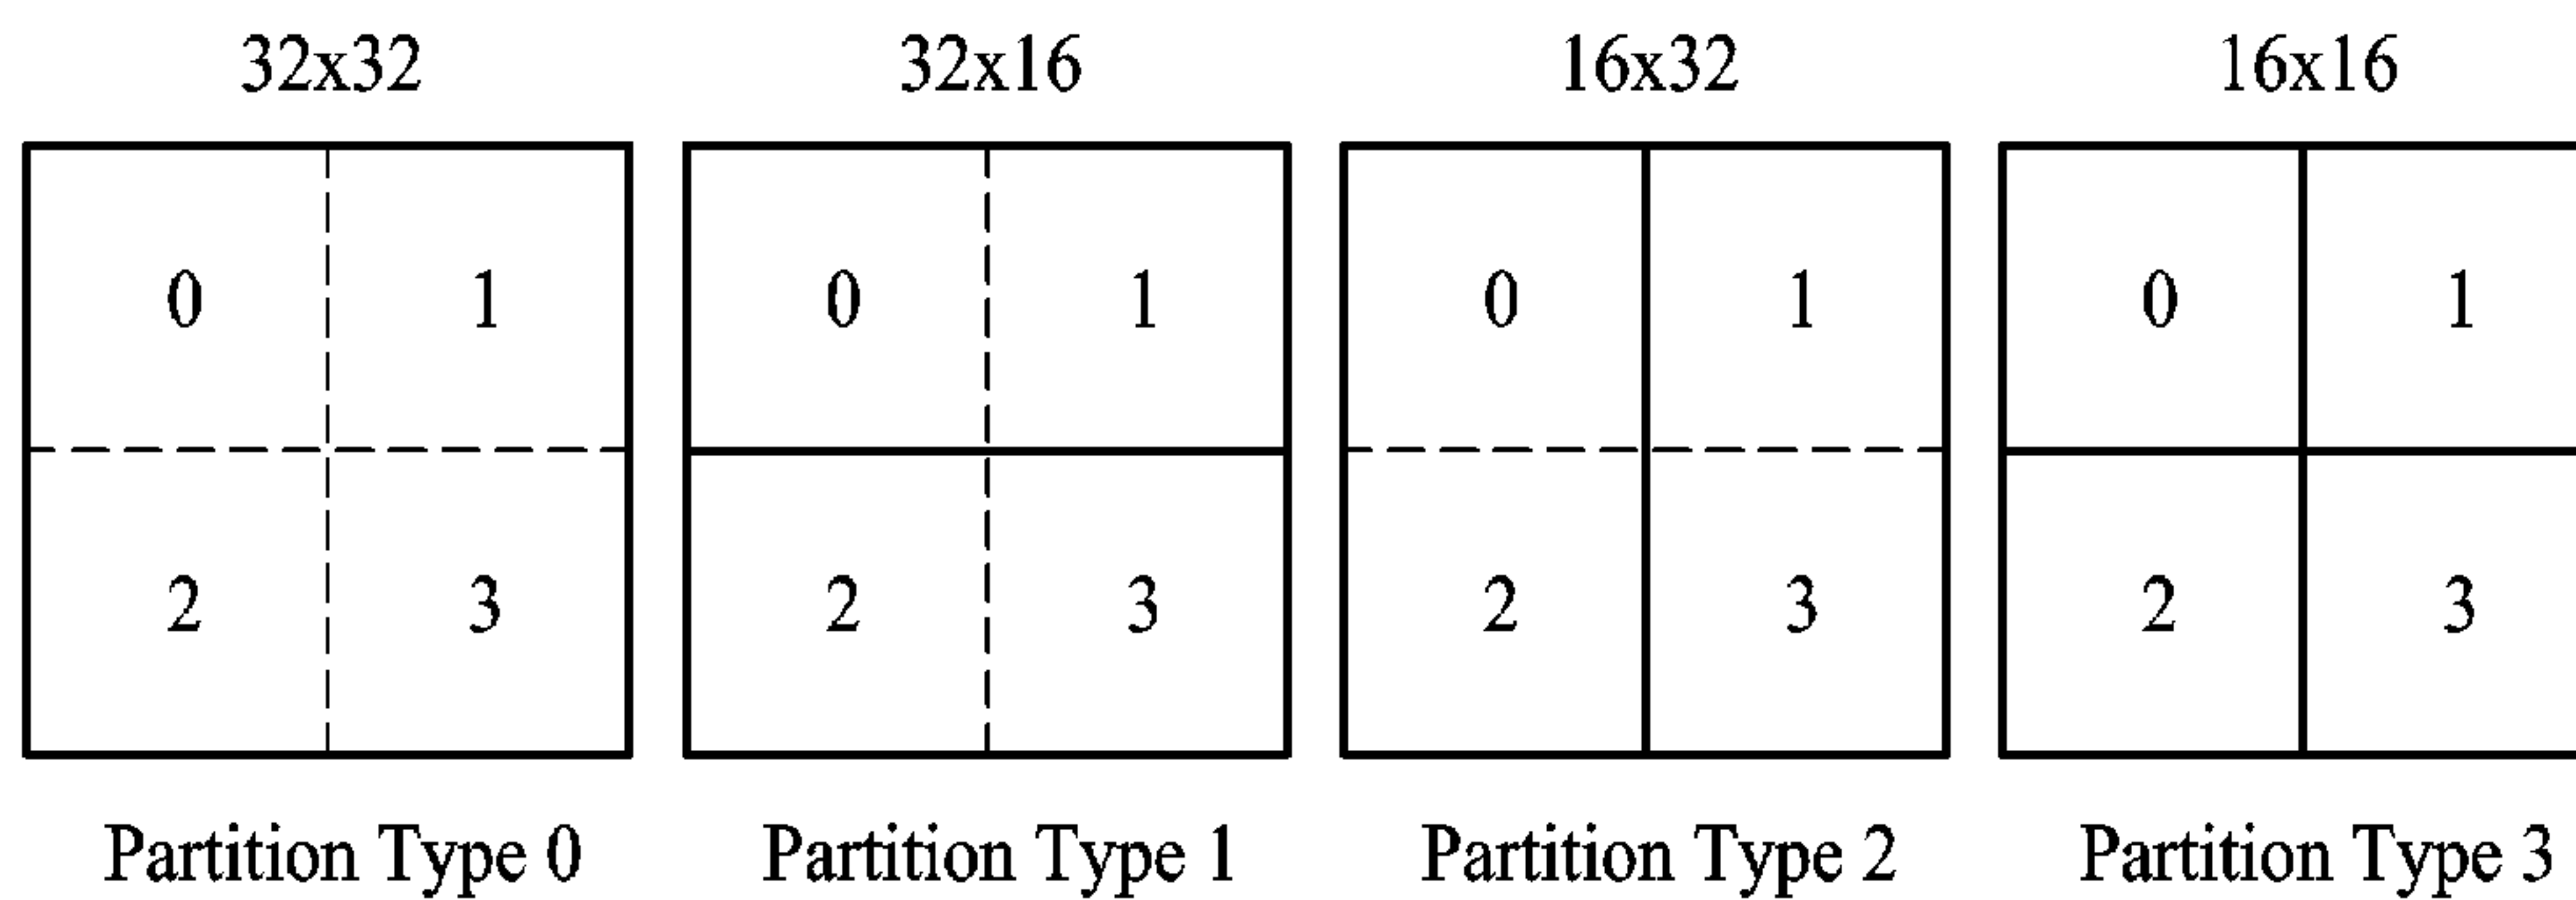 32x32 32x16 16x32 16x16
0 1 0 1 0 1 0 1
2 3 2 3 2 3 2 3
Partition Type 0 Partition Type 1 Partition Type 2 Partition Type 3